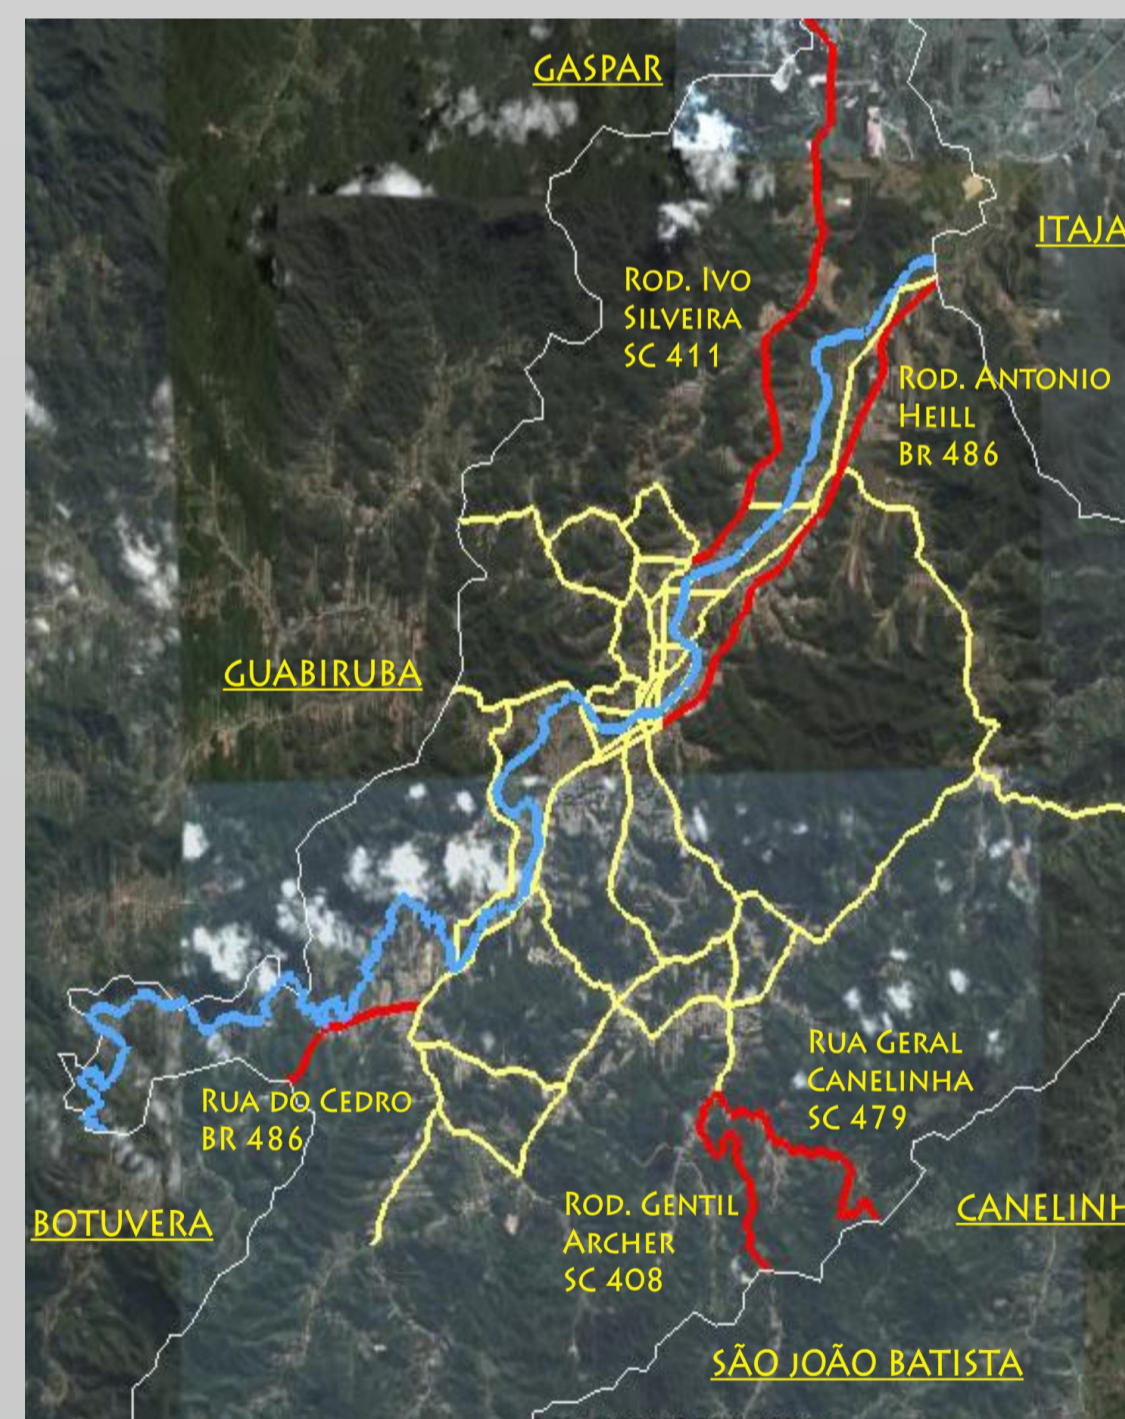 GASPAR
ITAJA
ROD. IVO
SILVEIRA
SC 411
ROD. ANTONIO
HEILL
BR 486
GUABIRUBA
RUA GERAL
CANELINHA
SC 479
RUA DO CEDRO
BR 486
ROD. GENTIL
ARCHER
SC 408
BOTUVERA
CANELINH
SÃO JOÃO BATISTA